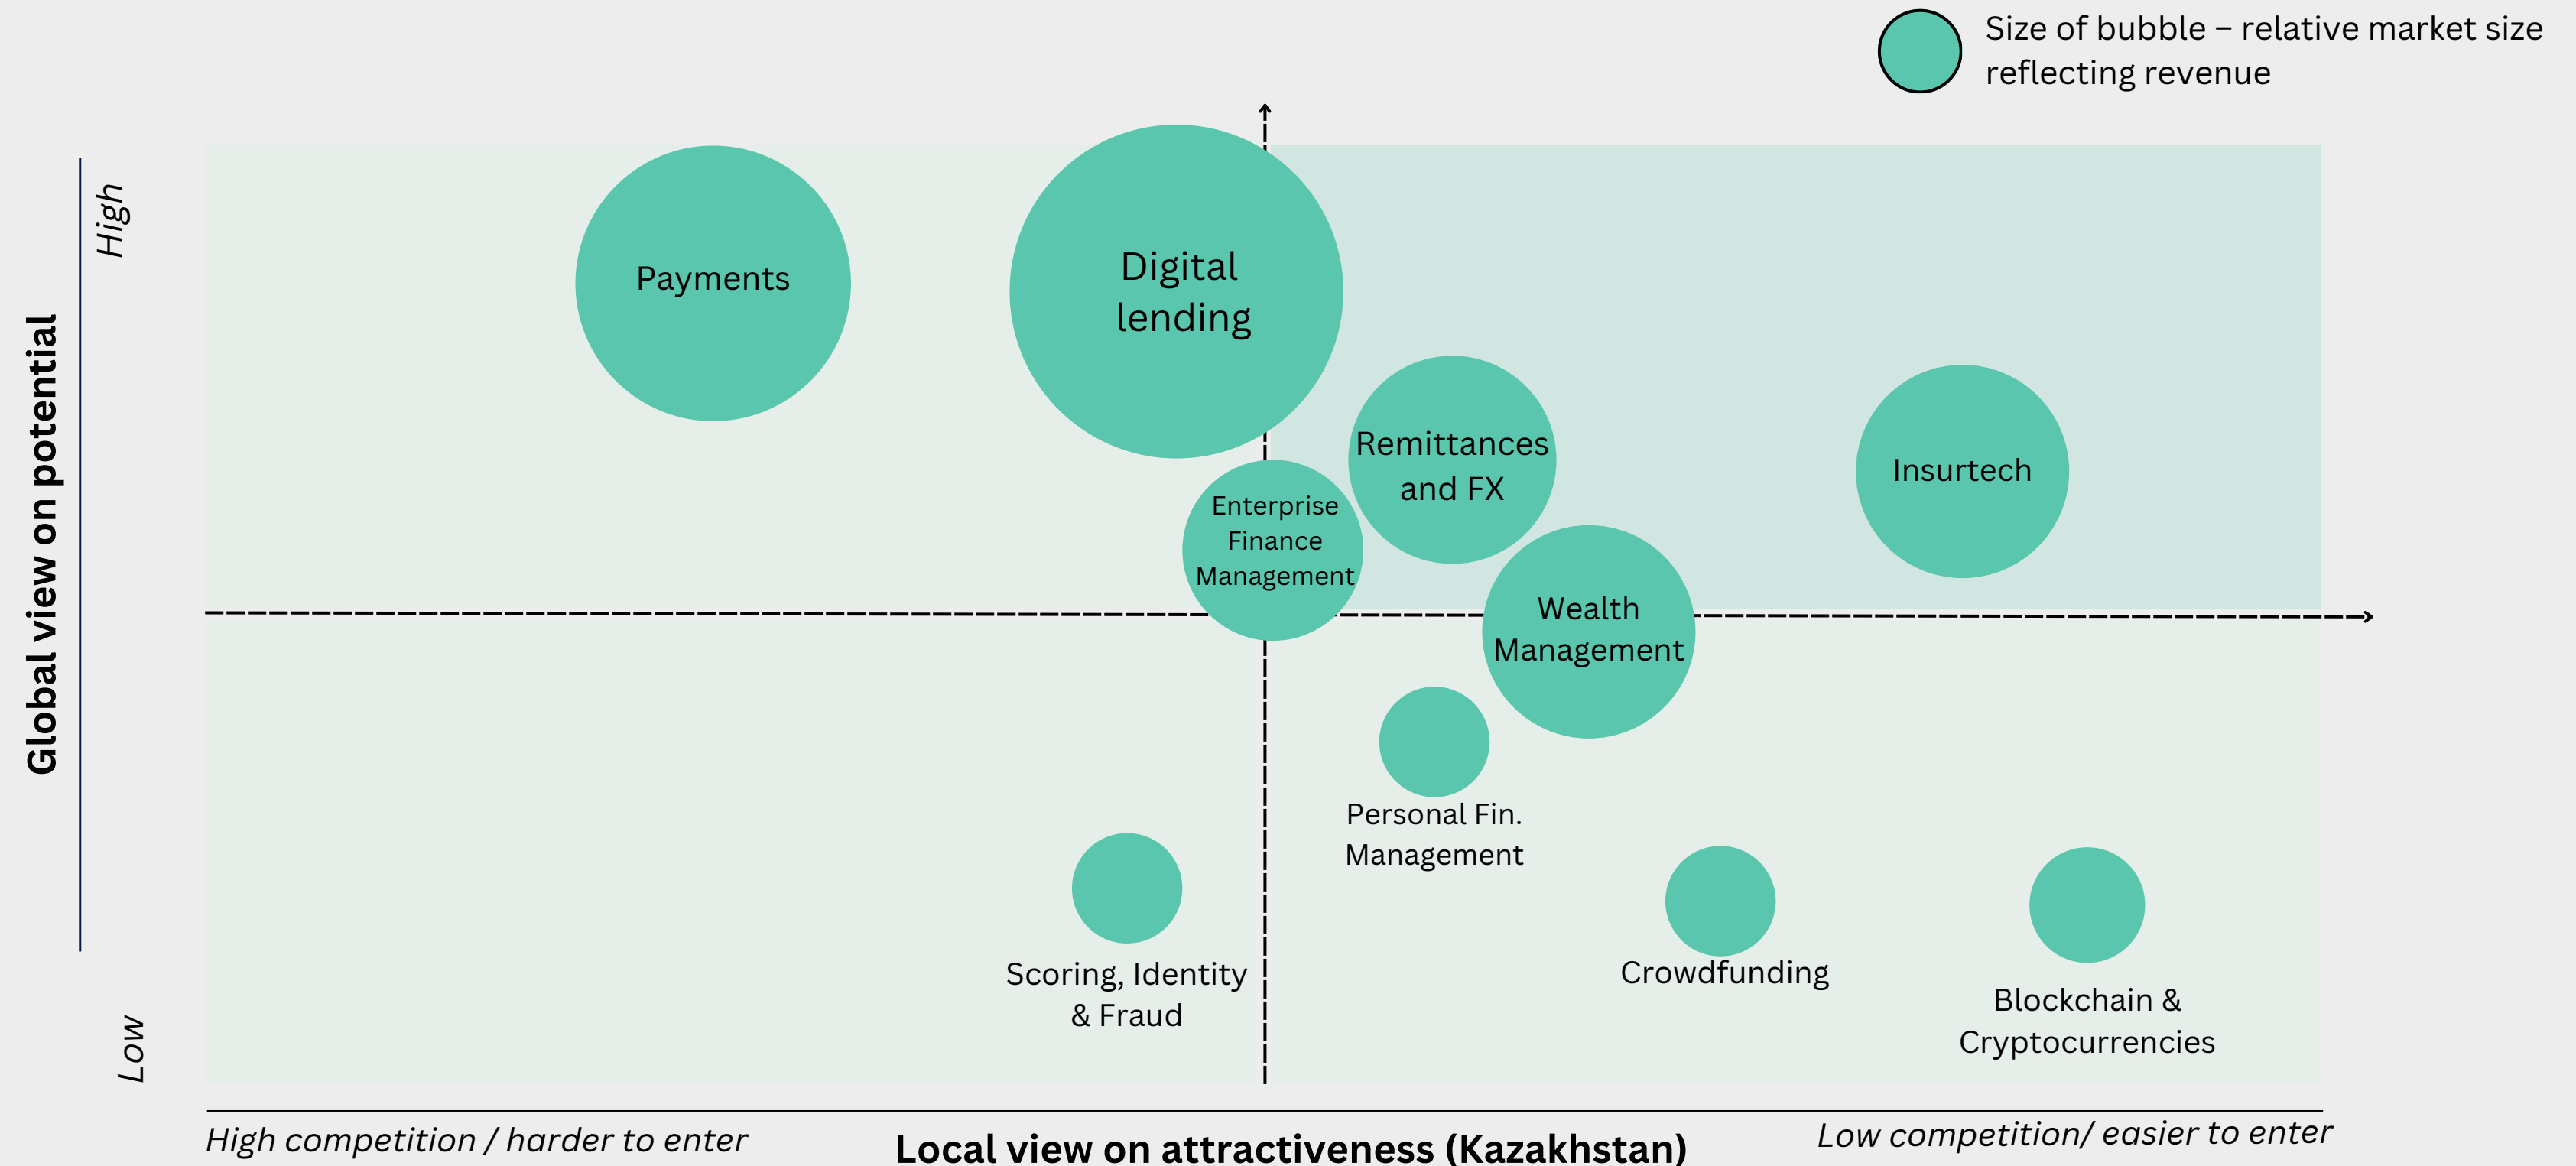 Size of bubble – relative market size
reflecting revenue
High
Global view on potential
Low
Payments
Digital
lending
Remittances
and FX
Insurtech
Enterprise
Finance
Management
Wealth
Management
Personal Fin.
Management
Scoring, Identity
& Fraud
Crowdfunding
Blockchain &
Cryptocurrencies
High competition / harder to enter
Local view on attractiveness (Kazakhstan)
Low competition/ easier to enter